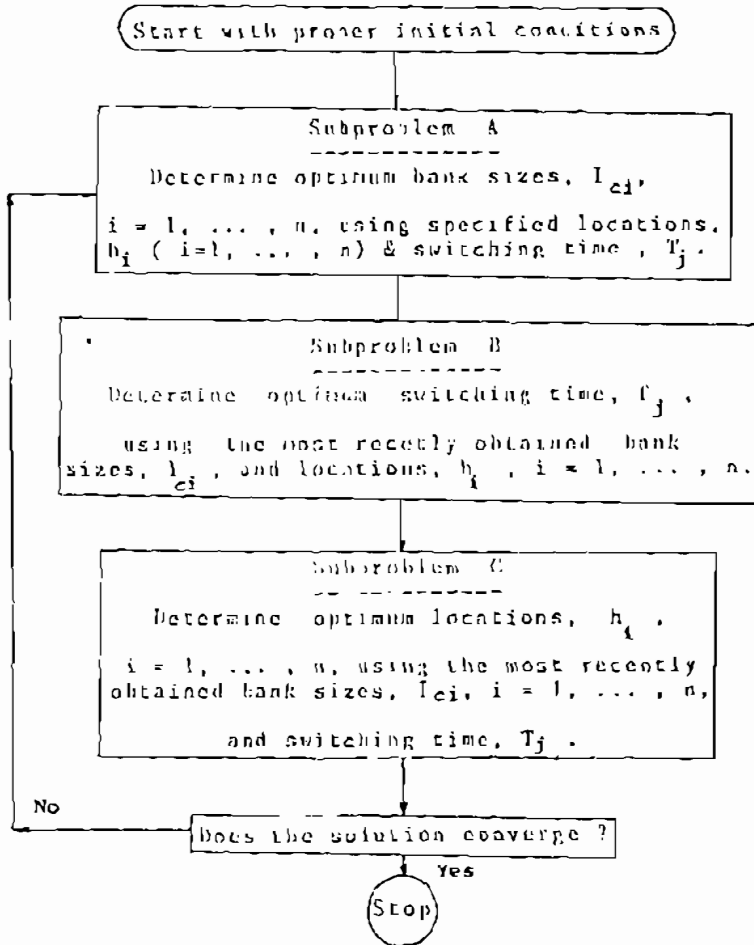 Start with proper initial conditions
Subproblem A
Determine optimum bank sizes, I_ci,
i = 1, ... , n, using specified locations,
h_i ( i=1, ... , n) & switching time , T_j .
Subproblem B
Determine optimum switching time, T_j ,
using the most recetly obtained bank
sizes, I_ci , and locations, h_i , i = 1, ... , n.
Subproblem C
Determine optimum locations, h_i ,
i = 1, ... , n, using the most recently
obtained bank sizes, I_ci, i = 1, ... , n,
and switching time, T_j .
No
Does the solution converge ?
Yes
Stop